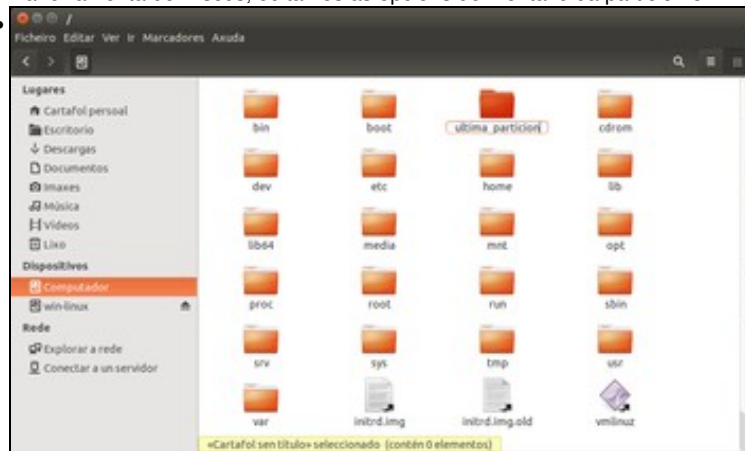 /
Ficheiro Editar Ver Ir Marcadores Axuda
Lugares
Cartafol persoal
Escritorio
Descargas
Documentos
Imaxes
Música
Vídeos
Lixo
Dispositivos
Computador
win-linux
Rede
Explorar a rede
Conectar a un servidor
bin boot ultima_particion cdrom
dev etc home lib
lib64 media mnt opt
proc root run sbin
srv sys tmp usr
var initrd.img initrd.img.old vmlinuz
«Cartafol sen título» seleccionado (contén 0 elementos)